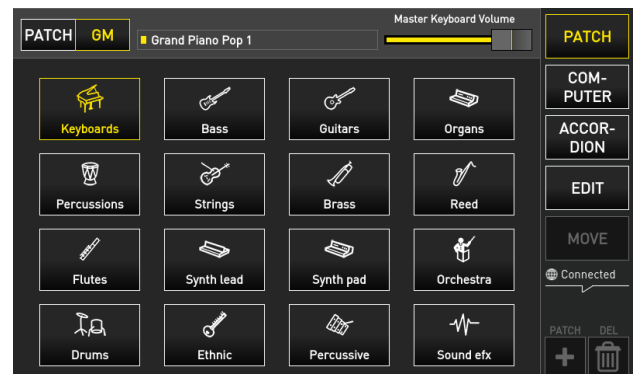 Master Keyboard Volume
PATCH GM
Grand Piano Pop 1
PATCH
Keyboards
Bass
Guitars
Organs
COM-
PUTER
ACCOR-
DION
Percussions
Strings
Brass
Reed
EDIT
Flutes
Synth lead
Synth pad
Orchestra
MOVE
Connected
Drums
Ethnic
Percussive
Sound efx
PATCH DEL